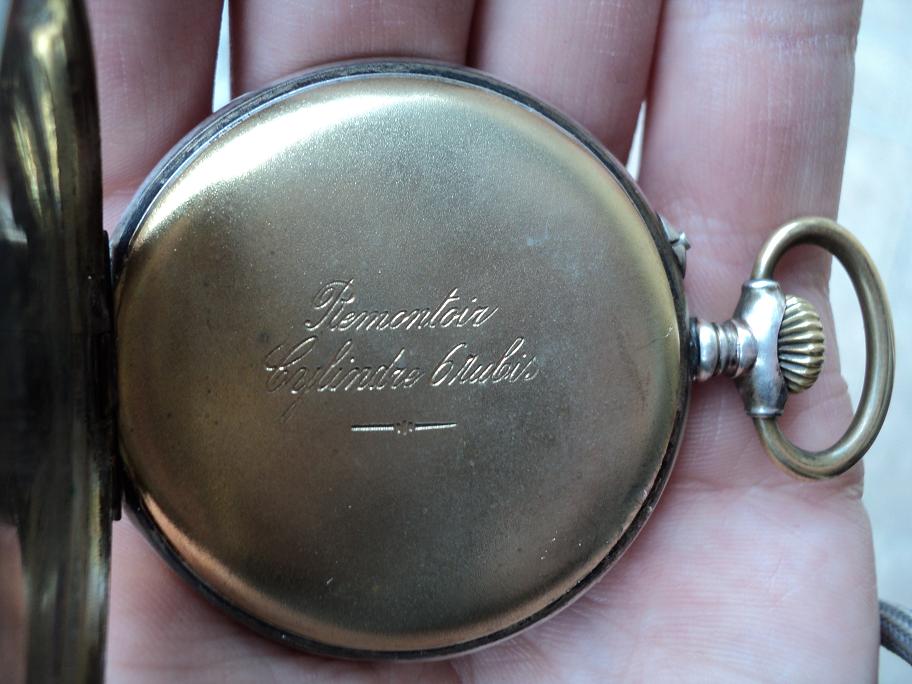 Remontoir
Cylindre 6 rubis